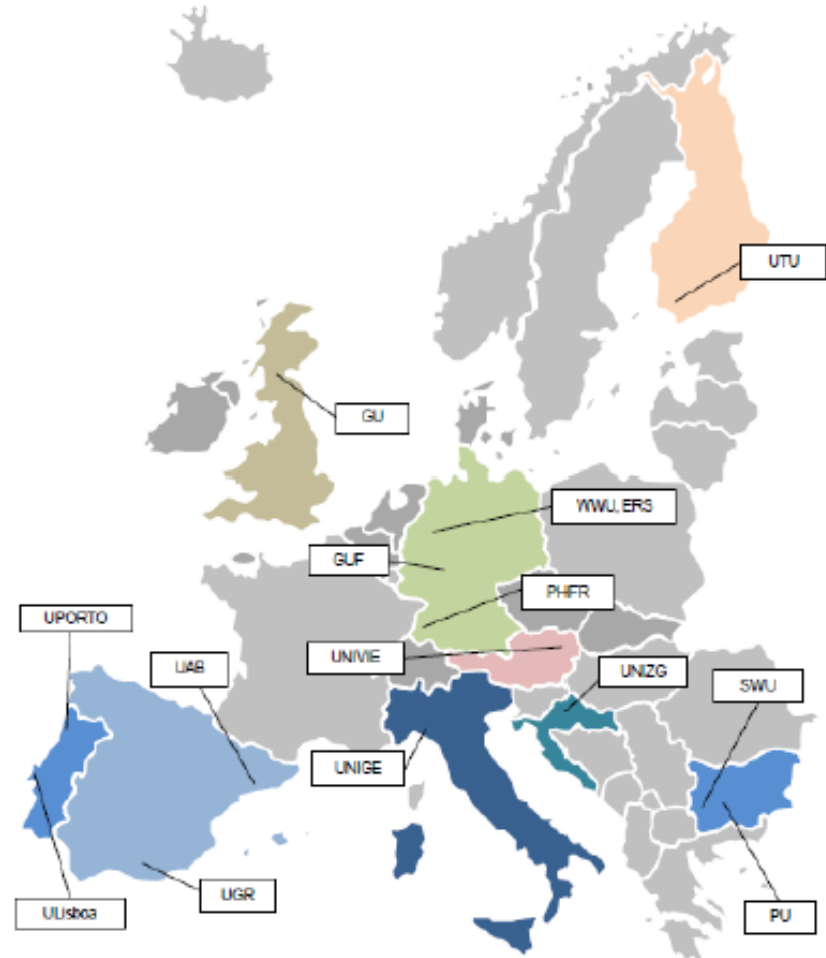 UTU
GU
WWU, ERS
GUF
PHFR
UPORTO
UNIVIE
UAB
UNIZG
SWU
UNIGE
UGR
ULisboa
PU